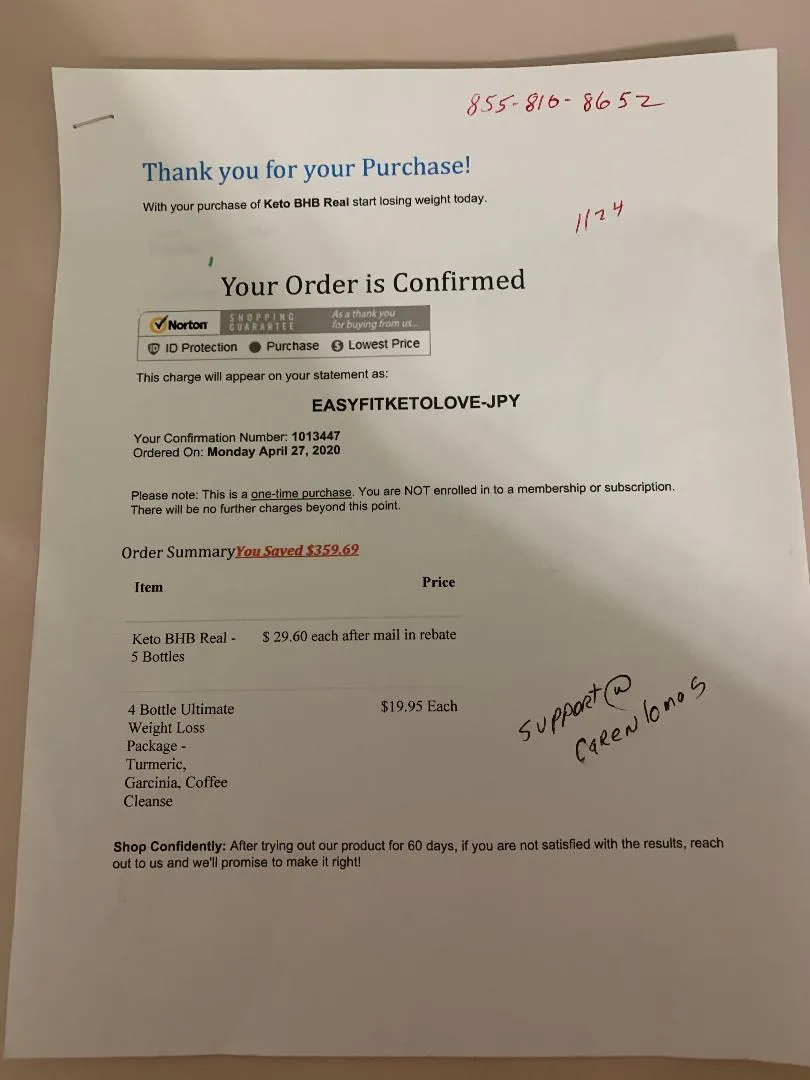 855-816-8652
Thank you for your Purchase!
With your purchase of Keto BHB Real start losing weight today.
1124
Your Order is Confirmed
Norton
SHOPPING
GUARANTEE
As a thank you
for buying from us...
ID Protection Purchase $ Lowest Price
This charge will appear on your statement as:
EASYFITKETOLOVE-JPY
Your Confirmation Number: 1013447
Ordered On: Monday April 27, 2020
Please note: This is a one-time purchase. You are NOT enrolled in to a membership or subscription.
There will be no further charges beyond this point.
Order SummaryYou Saved $359.69
Item Price
Keto BHB Real - $ 29.60 each after mail in rebate
5 Bottles
4 Bottle Ultimate $19.95 Each
Weight Loss
Package -
Turmeric,
Garcinia, Coffee
Cleanse
Support@
CAREN lomas
Shop Confidently: After trying out our product for 60 days, if you are not satisfied with the results, reach
out to us and we'll promise to make it right!